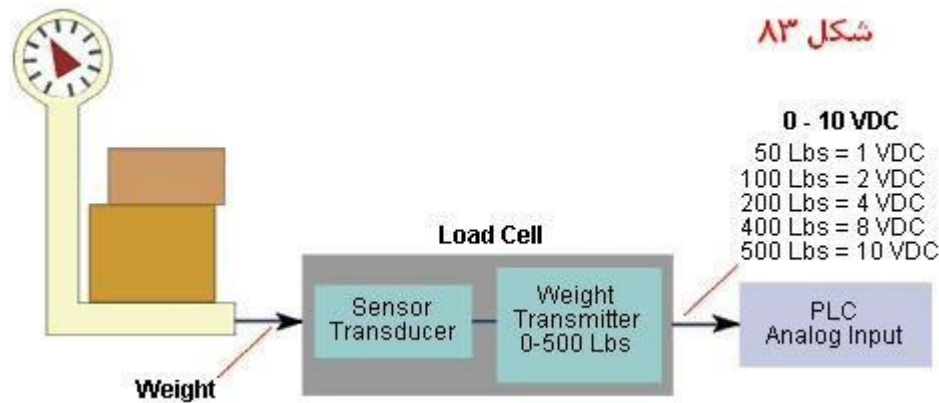 شکل ۸۳
0 - 10 VDC
50 Lbs = 1 VDC
100 Lbs = 2 VDC
200 Lbs = 4 VDC
400 Lbs = 8 VDC
500 Lbs = 10 VDC
Load Cell
Sensor
Transducer
Weight
Transmitter
0-500 Lbs
PLC
Analog Input
Weight